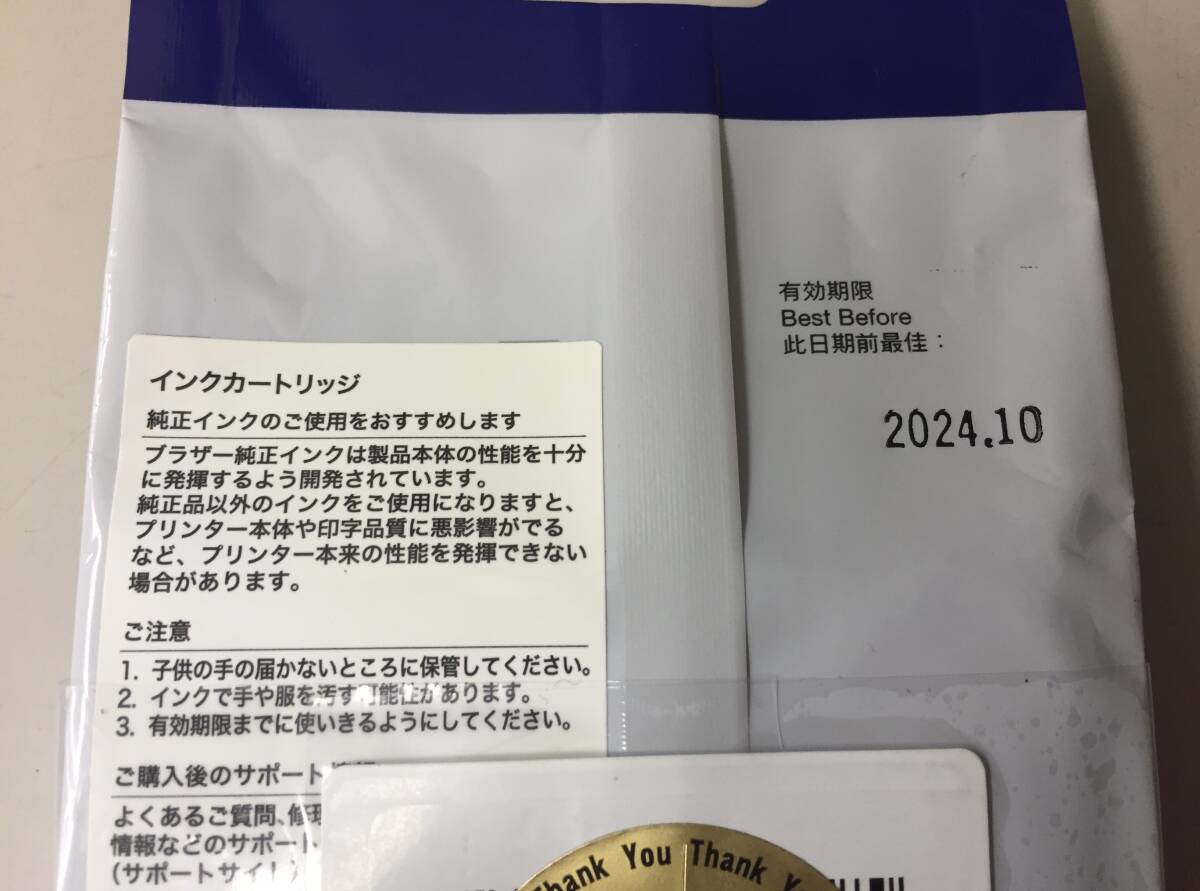 有効期限
Best Before
此日期前最佳：
2024.10
インクカートリッジ
純正インクのご使用をおすすめします
ブラザー純正インクは製品本体の性能を十分
に発揮するよう開発されています。
純正品以外のインクをご使用になりますと、
プリンター本体や印字品質に悪影響がでる
など、プリンター本来の性能を発揮できない
場合があります。
ご注意
1. 子供の手の届かないところに保管してください。
2. インクで手や服を汚す可能性があります。
3. 有効期限までに使いきるようにしてください。
ご購入後のサポート情報
よくあるご質問、修理
情報などのサポート
(サポートサイト)
Thank You Thank